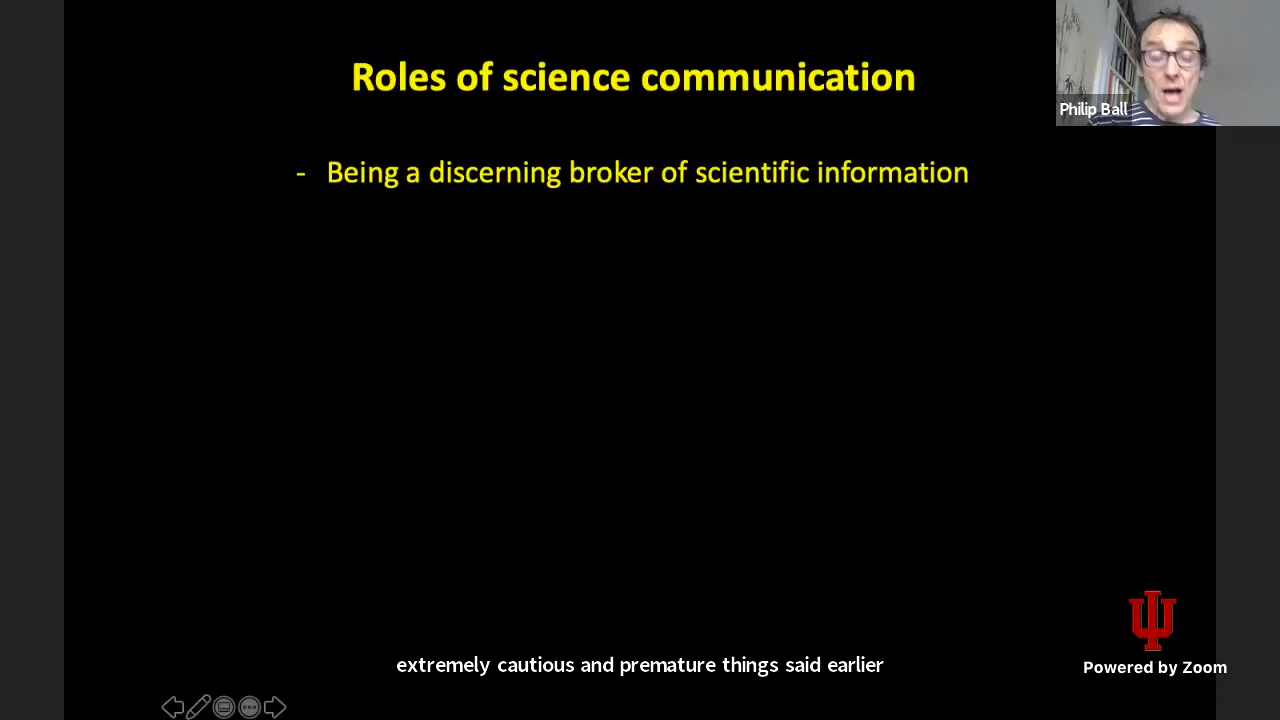 Roles of science communication
Philip Ball
- Being a discerning broker of scientific information
extremely cautious and premature things said earlier
Powered by Zoom